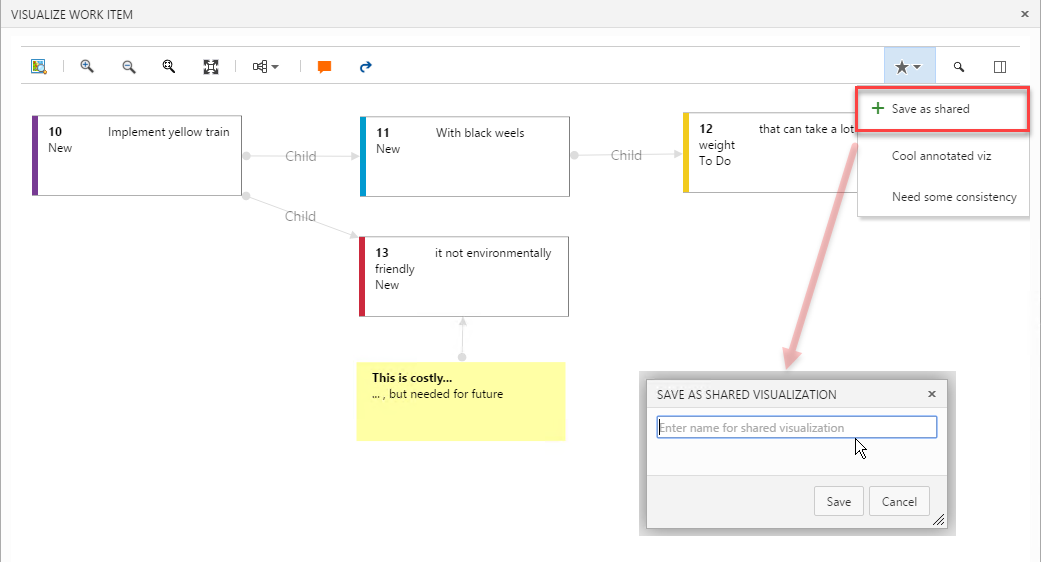 VISUALIZE WORK ITEM
Save as shared
Cool annotated viz
Need some consistency
10 Implement yellow train
New
Child
11 With black weels
New
Child
12 that can take a lot
weight
To Do
Child
13 it not environmentally
friendly
New
This is costly...
... , but needed for future
SAVE AS SHARED VISUALIZATION
Enter name for shared visualization
Save Cancel